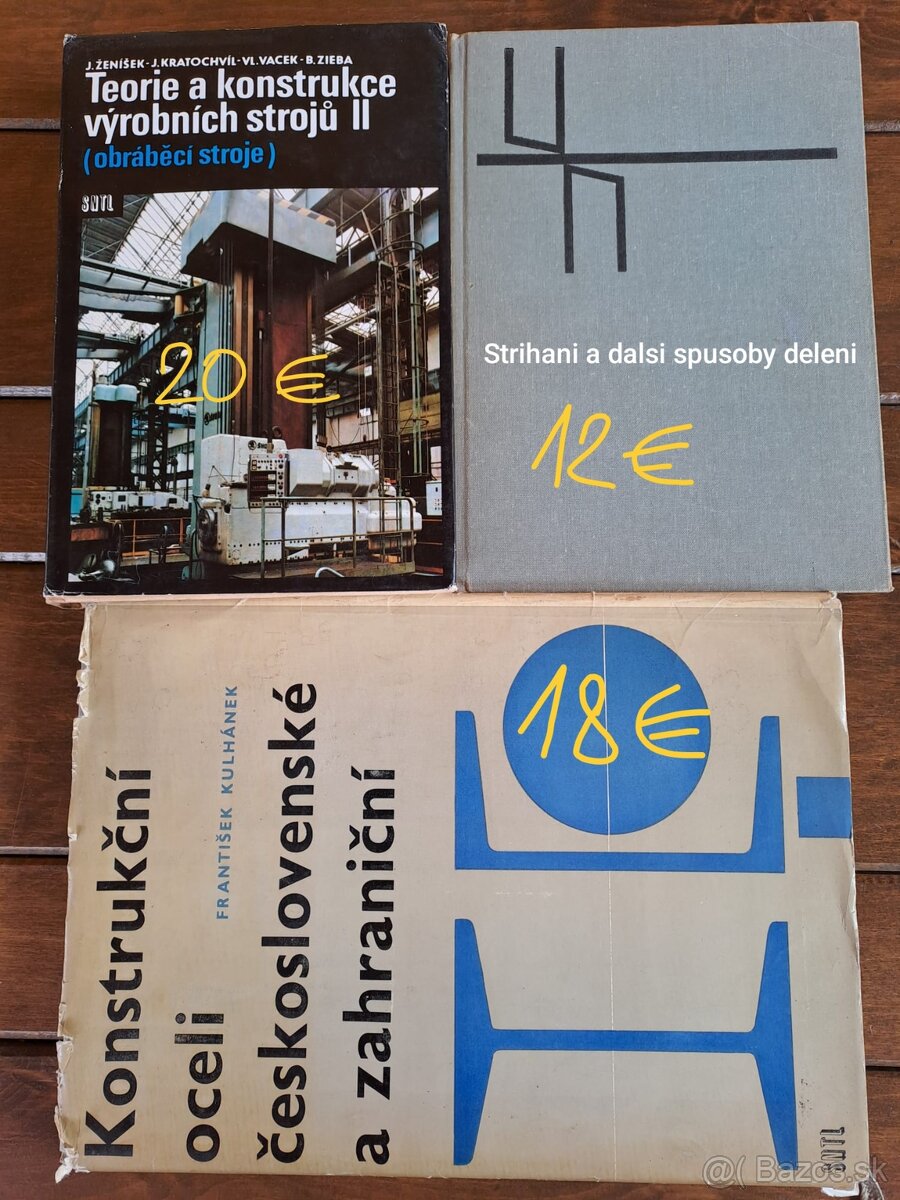 J. ŽENÍŠEK - J. KRATOCHVÍL - VL. VACEK - B. ZIEBA
Teorie a konstrukce
výrobních strojů II
(obráběcí stroje)
SNTL
20 €
Strihani a dalsi spusoby deleni
12 €
Konstrukční
oceli
FRANTIŠEK KULHÁNEK
československé
a zahraniční
18 €
SNTL
@( Bazos.sk